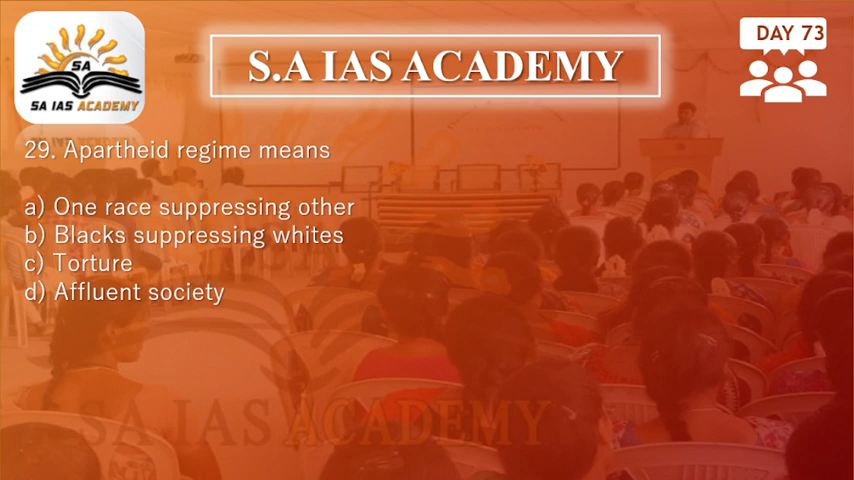 SA
SA IAS ACADEMY
S.A IAS ACADEMY
DAY 73
29. Apartheid regime means
a) One race suppressing other
b) Blacks suppressing whites
c) Torture
d) Affluent society
SA IAS ACADEMY